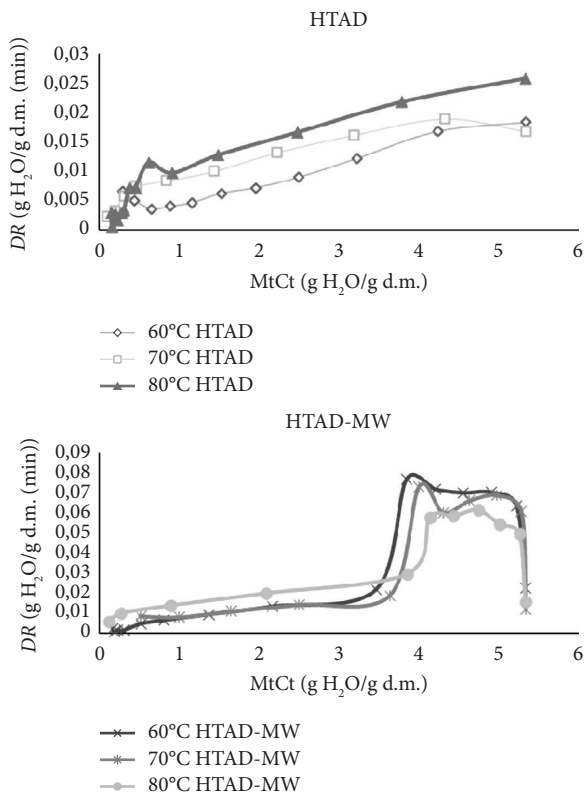 HTAD
DR (g H₂O/g d.m. (min))
0,03
0,025
0,02
0,015
0,01
0,005
0
0 1 2 3 4 5 6
MtCt (g H₂O/g d.m.)
60°C HTAD
70°C HTAD
80°C HTAD
HTAD-MW
DR (g H₂O/g d.m. (min))
0,09
0,08
0,07
0,06
0,05
0,04
0,03
0,02
0,01
0
0 1 2 3 4 5 6
MtCt (g H₂O/g d.m.)
60°C HTAD-MW
70°C HTAD-MW
80°C HTAD-MW